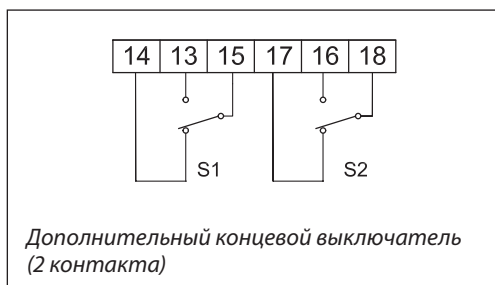 14 13 15 17 16 18
S1 S2
Дополнительный концевой выключатель
(2 контакта)